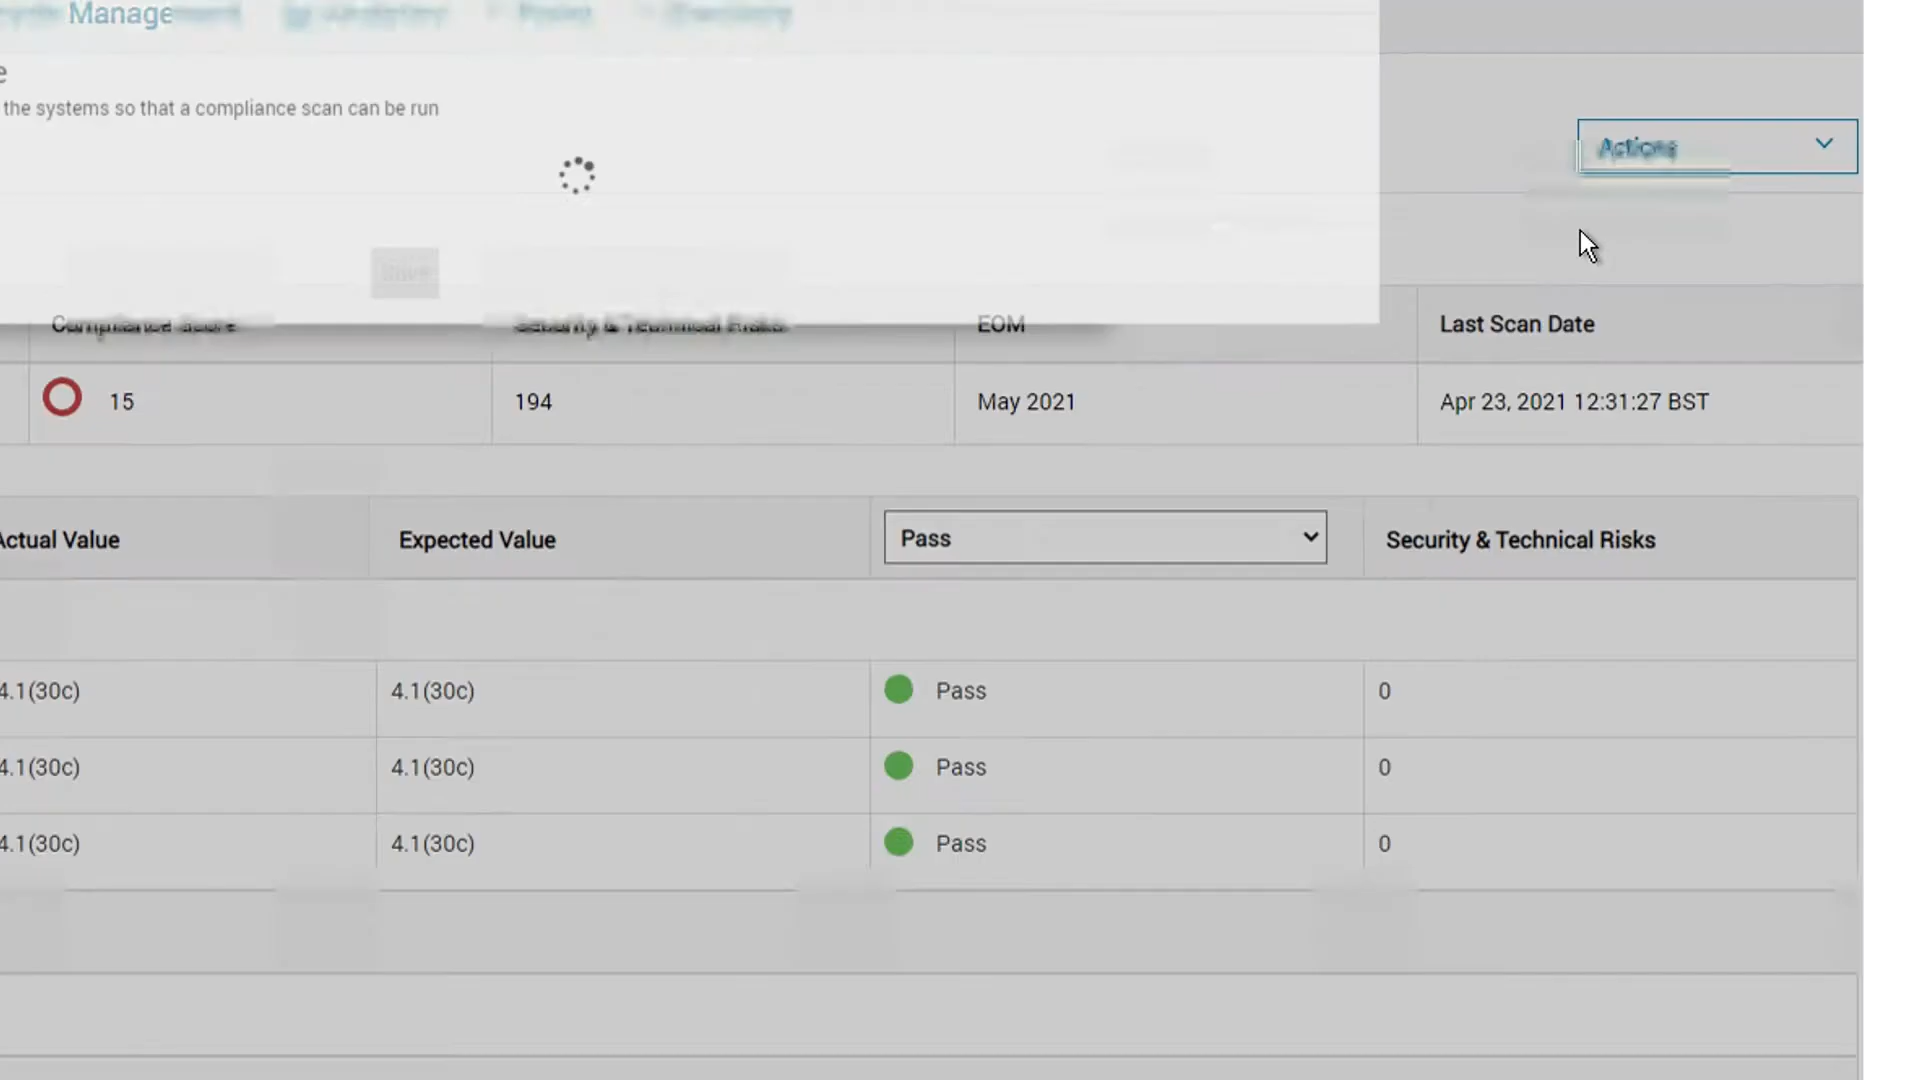 Management
e
the systems so that a compliance scan can be run
Actions
Save
Compliance Score
Security & Technical Risks
EOM
Last Scan Date
15
194
May 2021
Apr 23, 2021 12:31:27 BST
Actual Value
Expected Value
Pass
Security & Technical Risks
4.1(30c)
4.1(30c)
Pass
0
4.1(30c)
4.1(30c)
Pass
0
4.1(30c)
4.1(30c)
Pass
0